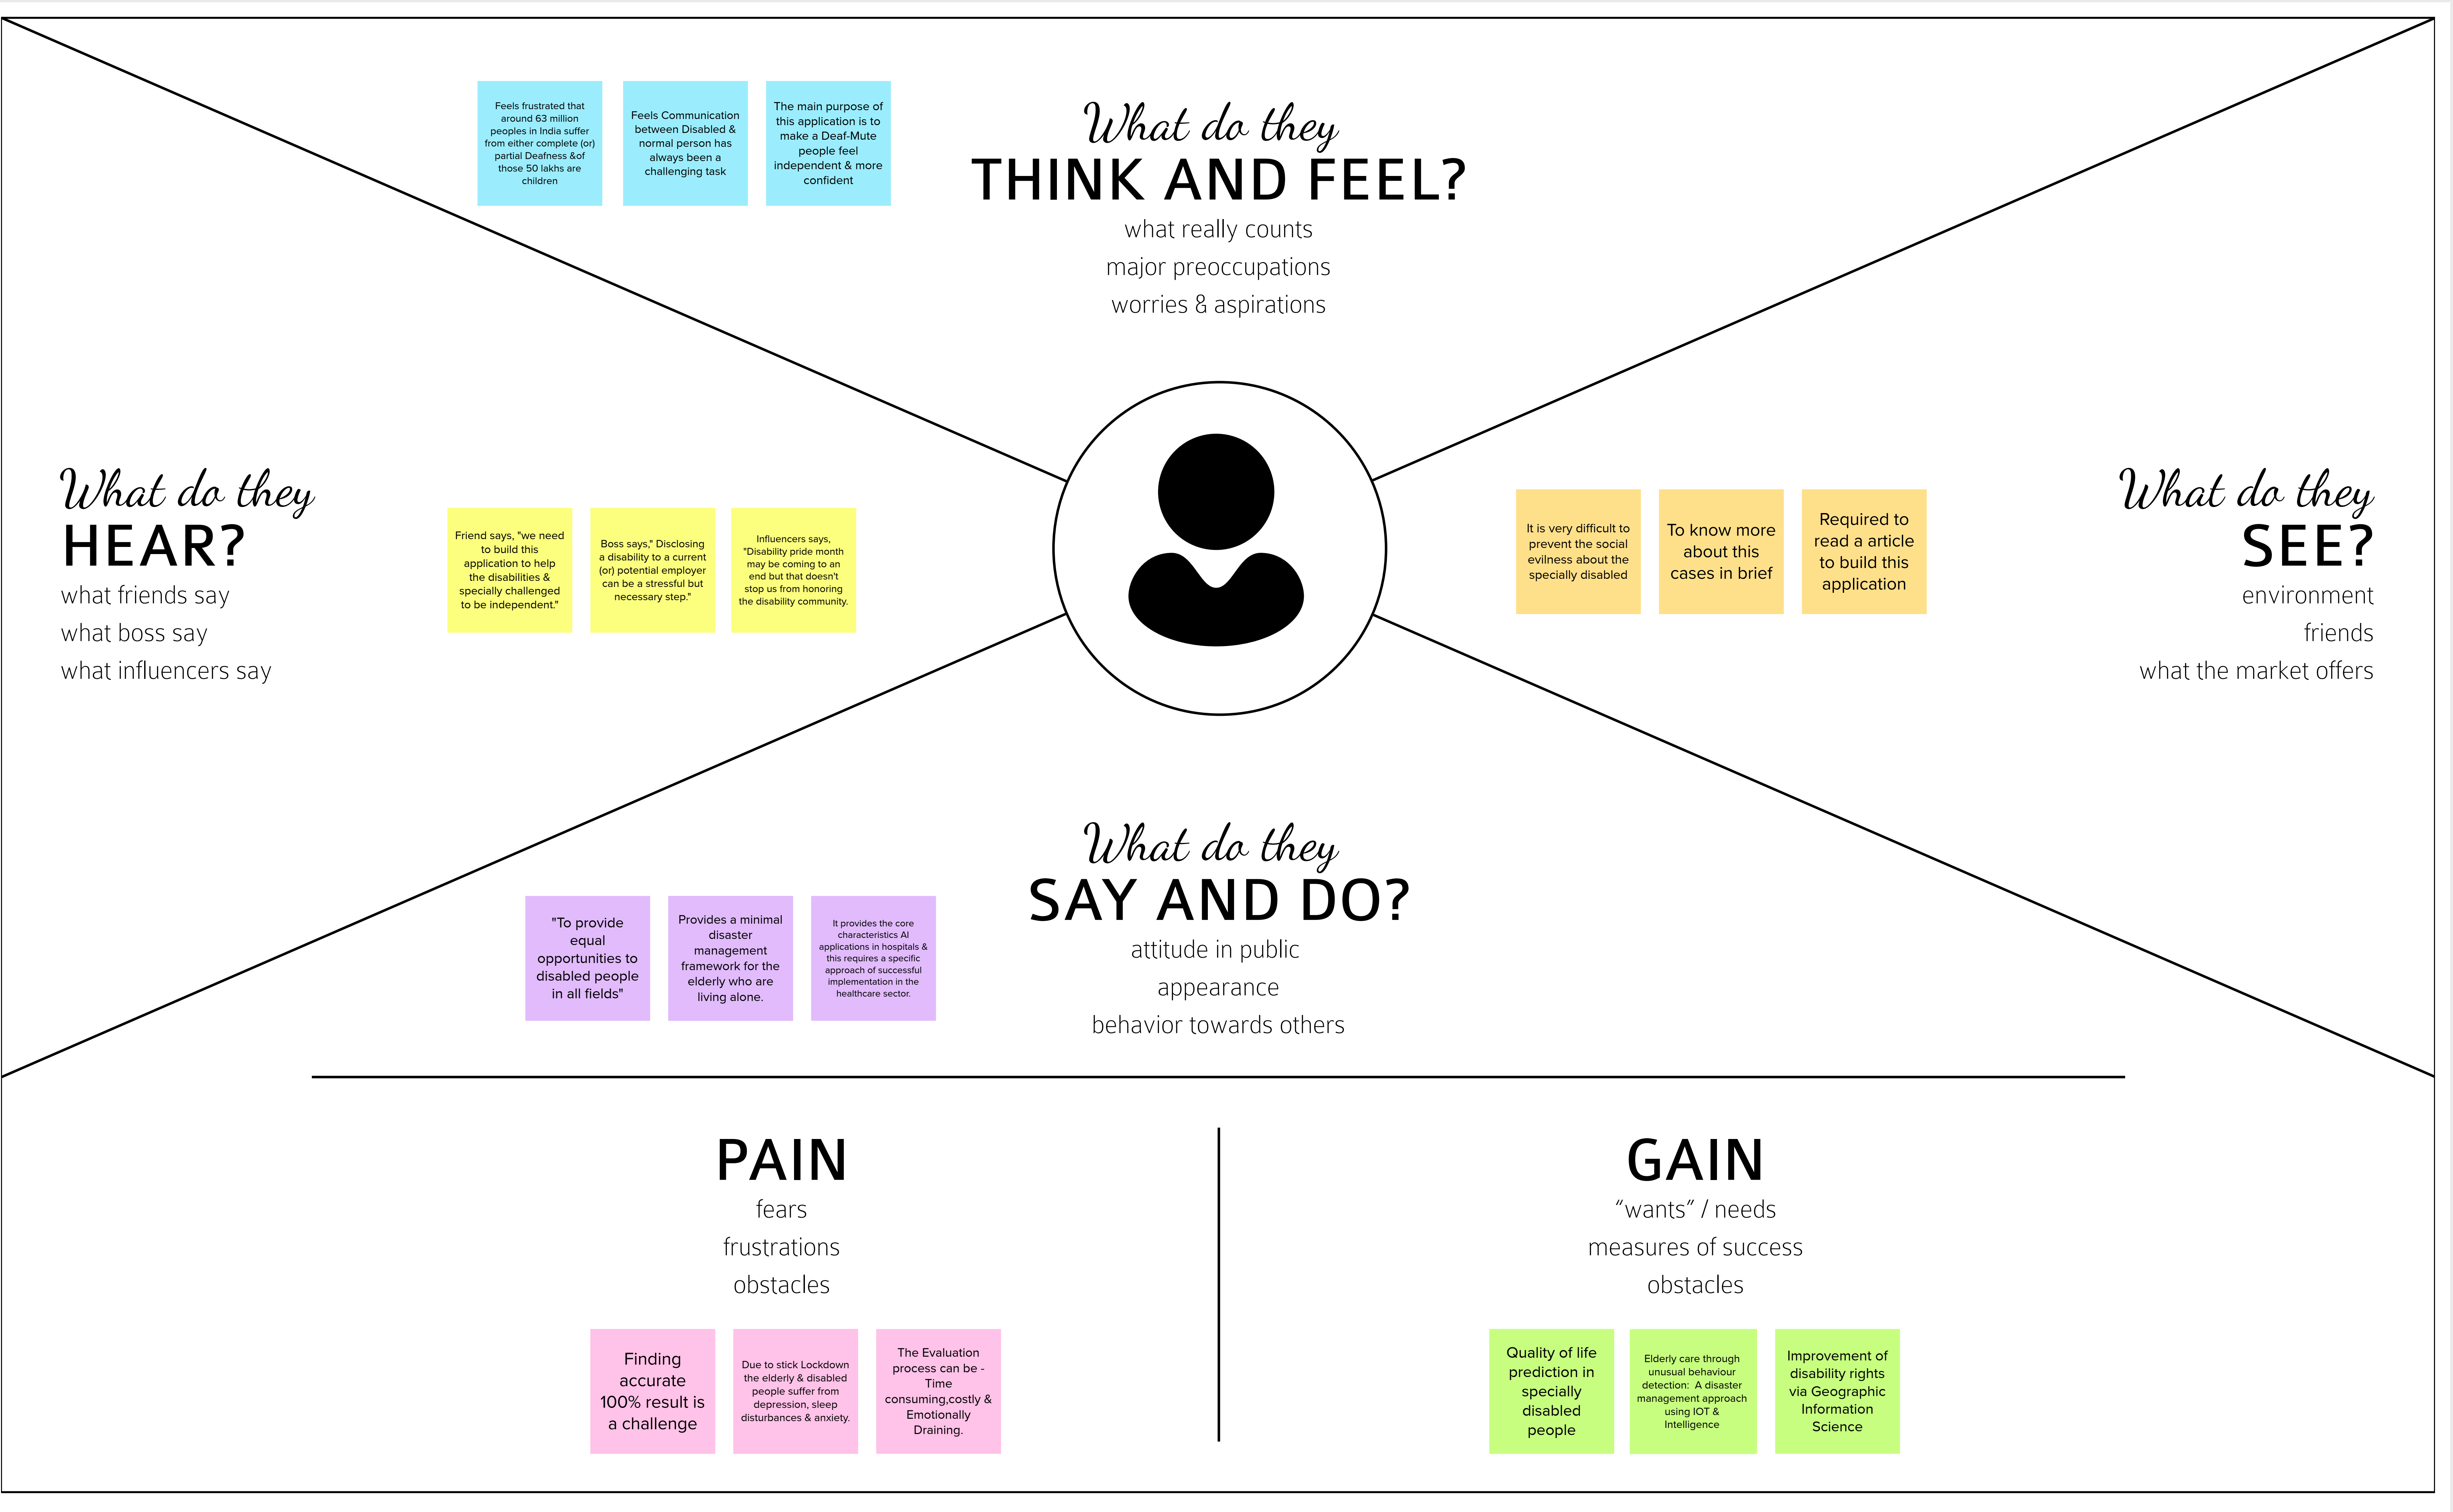 Feels frustrated that
around 63 million
peoples in India suffer
from either complete (or)
partial Deafness &of
those 50 lakhs are
children
Feels Communication
between Disabled &
normal person has
always been a
challenging task
The main purpose of
this application is to
make a Deaf-Mute
people feel
independent & more
confident
What do they
THINK AND FEEL?
what really counts
major preoccupations
worries & aspirations
What do they
HEAR?
what friends say
what boss say
what influencers say
Friend says, "we need
to build this
application to help
the disabilities &
specially challenged
to be independent."
Boss says," Disclosing
a disability to a current
(or) potential employer
can be a stressful but
necessary step."
Influencers says,
"Disability pride month
may be coming to an
end but that doesn't
stop us from honoring
the disability community.
It is very difficult to
prevent the social
evilness about the
specially disabled
To know more
about this
cases in brief
Required to
read a article
to build this
application
What do they
SEE?
environment
friends
what the market offers
"To provide
equal
opportunities to
disabled people
in all fields"
Provides a minimal
disaster
management
framework for the
elderly who are
living alone.
It provides the core
characteristics AI
applications in hospitals &
this requires a specific
approach of successful
implementation in the
healthcare sector.
What do they
SAY AND DO?
attitude in public
appearance
behavior towards others
PAIN
fears
frustrations
obstacles
Finding
accurate
100% result is
a challenge
Due to stick Lockdown
the elderly & disabled
people suffer from
depression, sleep
disturbances & anxiety.
The Evaluation
process can be -
Time
consuming,costly &
Emotionally
Draining.
GAIN
“wants” / needs
measures of success
obstacles
Quality of life
prediction in
specially
disabled
people
Elderly care through
unusual behaviour
detection:  A disaster
management approach
using IOT &
Intelligence
Improvement of
disability rights
via Geographic
Information
Science